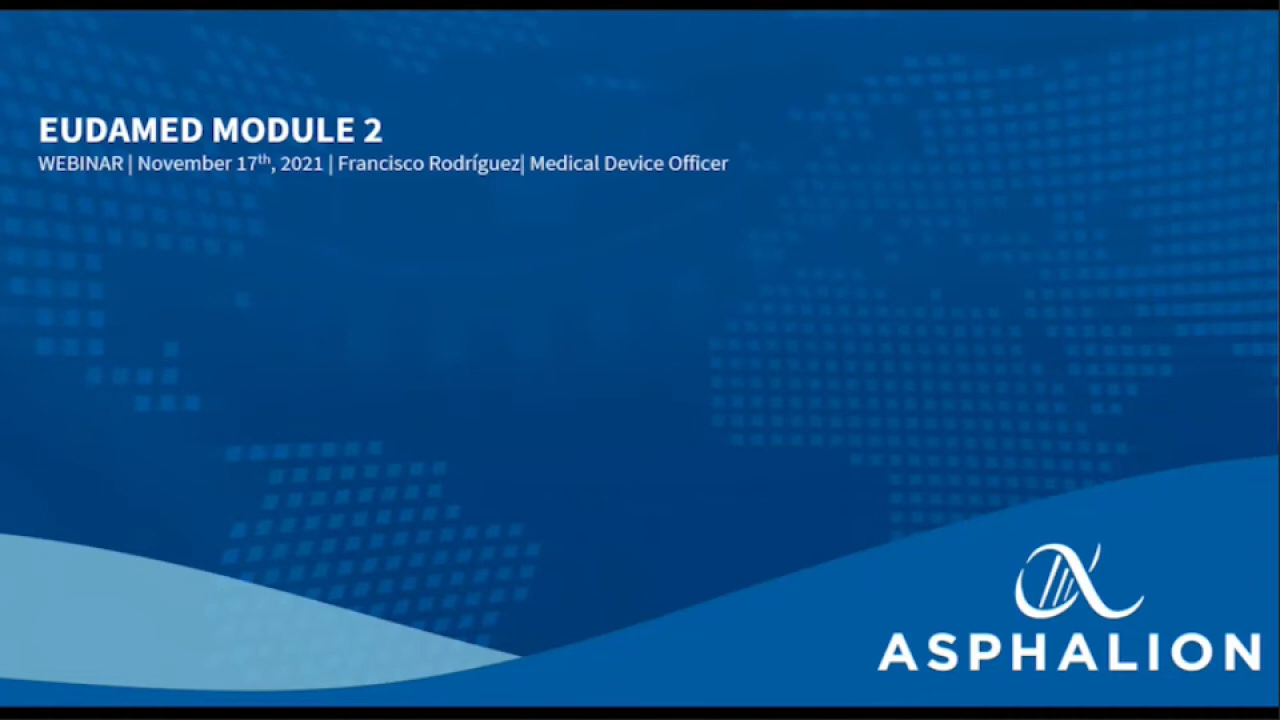 EUDAMED MODULE 2
WEBINAR | November 17th, 2021 | Francisco Rodríguez| Medical Device Officer
ASPHALION